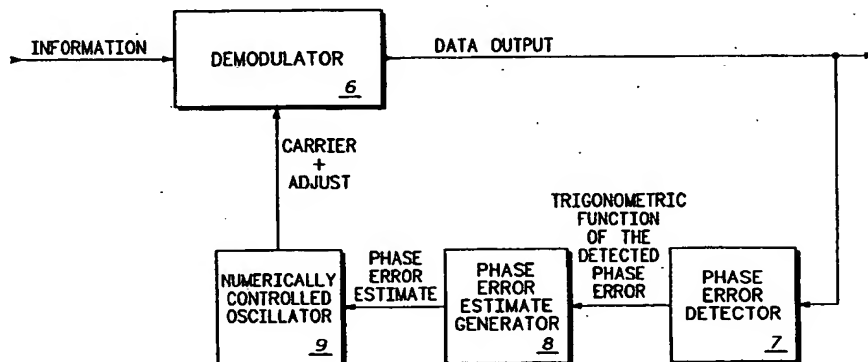 INFORMATION
DEMODULATOR
6
DATA OUTPUT
CARRIER
+
ADJUST
NUMERICALLY
CONTROLLED
OSCILLATOR
9
PHASE
ERROR
ESTIMATE
PHASE
ERROR
ESTIMATE
GENERATOR
8
TRIGONOMETRIC
FUNCTION
OF THE
DETECTED
PHASE
ERROR
PHASE
ERROR
DETECTOR
7